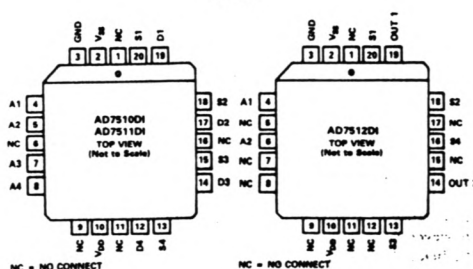 GND VSS NC S1 D1
3 2 1 20 19
A1 4
A2 5
NC 6
A3 7
A4 8
AD7510DI
AD7511DI
TOP VIEW
(Not to Scale)
18 S2
17 D2
16 NC
15 S3
14 D3
9 10 11 12 13
NC VDD NC D4 S4
NC = NO CONNECT
GND VSS NC S1 OUT 1
3 2 1 20 19
A1 4
NC 5
A2 6
NC 7
NC 8
AD7512DI
TOP VIEW
(Not to Scale)
18 S2
17 NC
16 S4
15 NC
14 OUT
9 10 11 12 13
NC VDD NC NC S3
NC = NO CONNECT